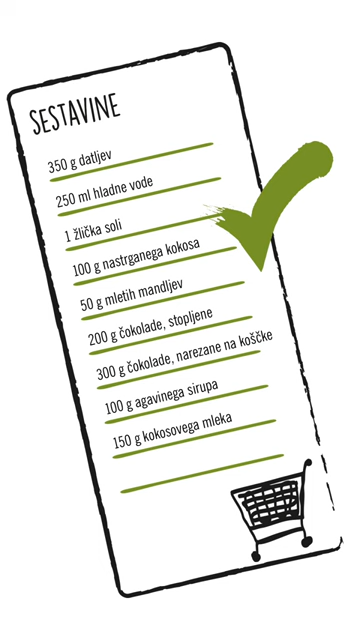 SESTAVINE
350 g datljev
250 ml hladne vode
1 žlička soli
100 g nastrganega kokosa
50 g mletih mandljev
200 g čokolade, stopljene
300 g čokolade, narezane na koščke
100 g agavinega sirupa
150 g kokosovega mleka